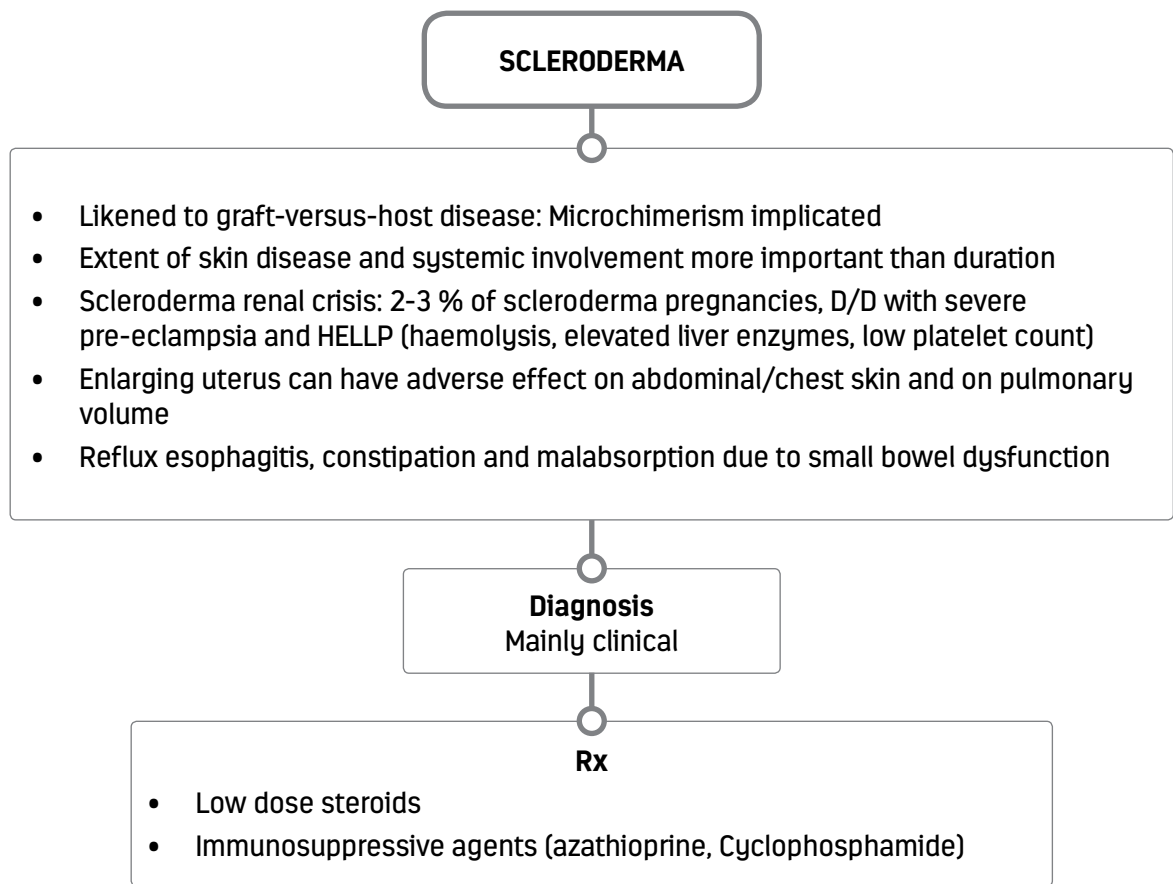 SCLERODERMA
• Likened to graft-versus-host disease: Microchimerism implicated
• Extent of skin disease and systemic involvement more important than duration
• Scleroderma renal crisis: 2-3 % of scleroderma pregnancies, D/D with severe
pre-eclampsia and HELLP (haemolysis, elevated liver enzymes, low platelet count)
• Enlarging uterus can have adverse effect on abdominal/chest skin and on pulmonary
volume
• Reflux esophagitis, constipation and malabsorption due to small bowel dysfunction
Diagnosis
Mainly clinical
Rx
• Low dose steroids
• Immunosuppressive agents (azathioprine, Cyclophosphamide)